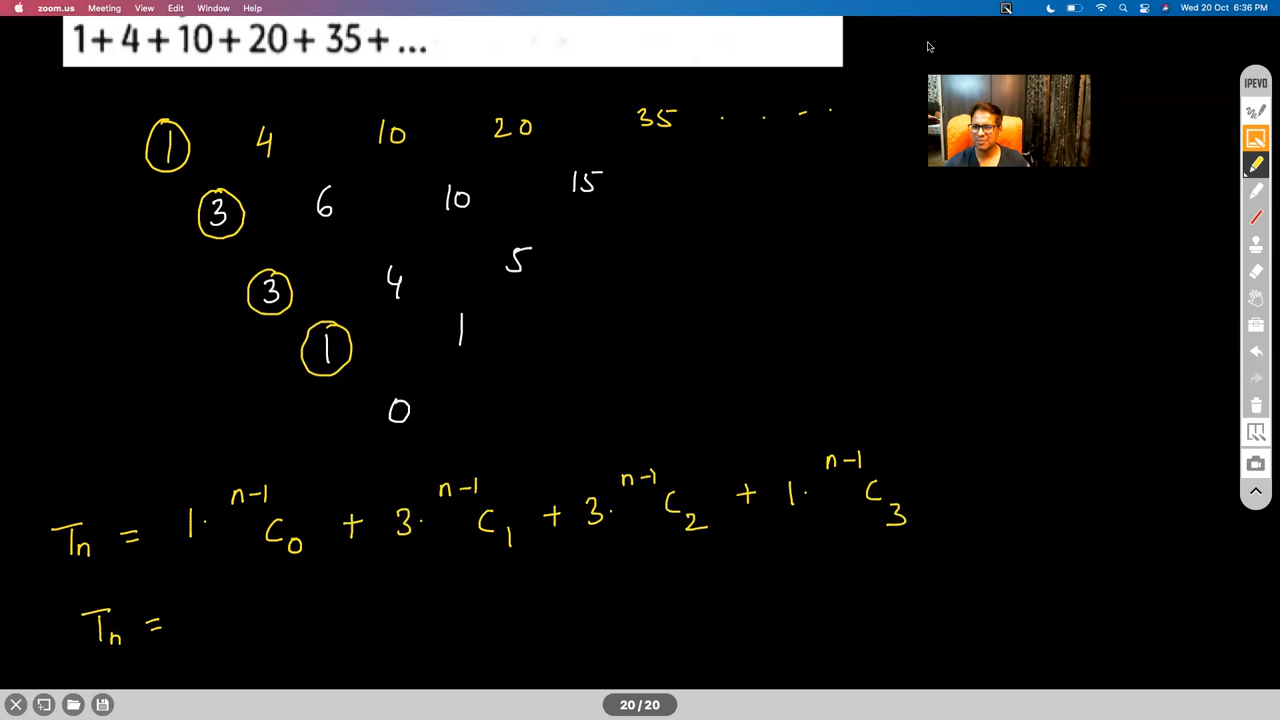 zoom.us Meeting View Edit Window Help Wed 20 Oct 6:36 PM
1+ 4 + 10 + 20 + 35 + ...
IPEVO
1 4 10 20 35 . . - .
3 6 10 15
3 4 5
1 1
0
Tn = 1. n-1C0 + 3. n-1C1 + 3. n-1C2 + 1. n-1C3
Tn =
20 / 20